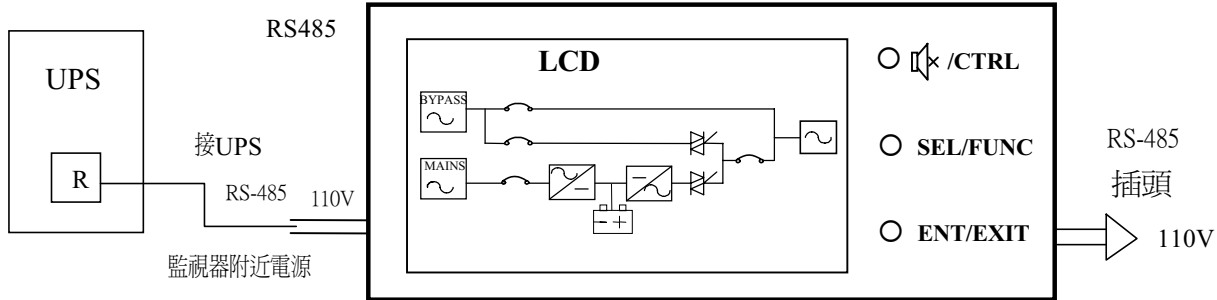 RS485
UPS
R
接UPS
RS-485
110V
監視器附近電源
LCD
BYPASS
MAINS
/CTRL
SEL/FUNC
ENT/EXIT
RS-485
插頭
110V